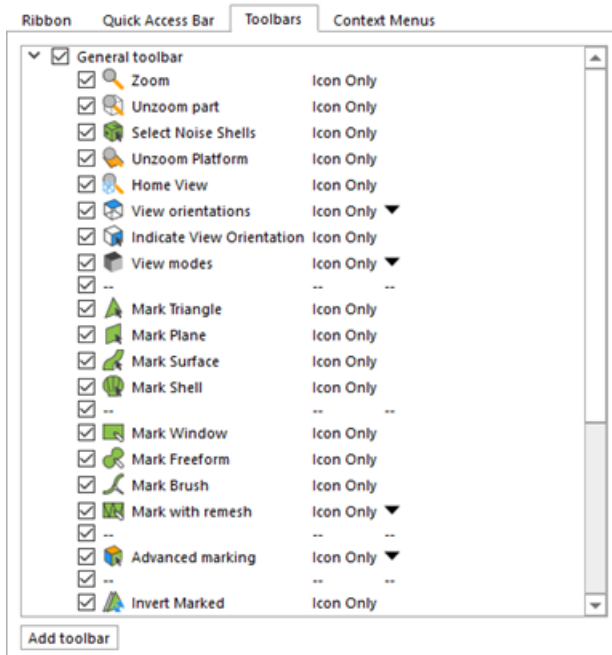 Ribbon Quick Access Bar Toolbars Context Menus
General toolbar
Zoom Icon Only
Unzoom part Icon Only
Select Noise Shells Icon Only
Unzoom Platform Icon Only
Home View Icon Only
View orientations Icon Only
Indicate View Orientation Icon Only
View modes Icon Only
-- -- --
Mark Triangle Icon Only
Mark Plane Icon Only
Mark Surface Icon Only
Mark Shell Icon Only
-- -- --
Mark Window Icon Only
Mark Freeform Icon Only
Mark Brush Icon Only
Mark with remesh Icon Only
-- -- --
Advanced marking Icon Only
-- -- --
Invert Marked Icon Only
Add toolbar